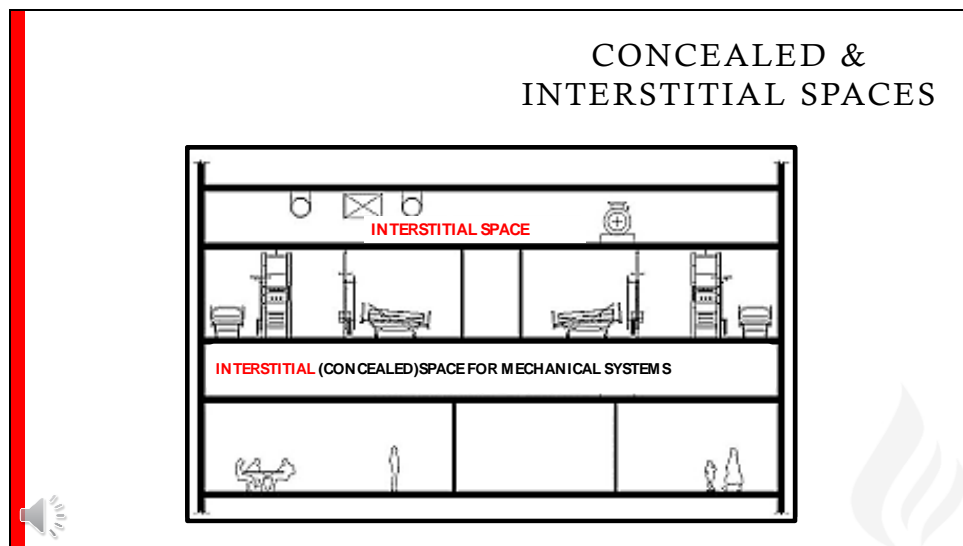 CONCEALED &
INTERSTITIAL SPACES
INTERSTITIAL SPACE
INTERSTITIAL (CONCEALED)SPACE FOR MECHANICAL SYSTEMS